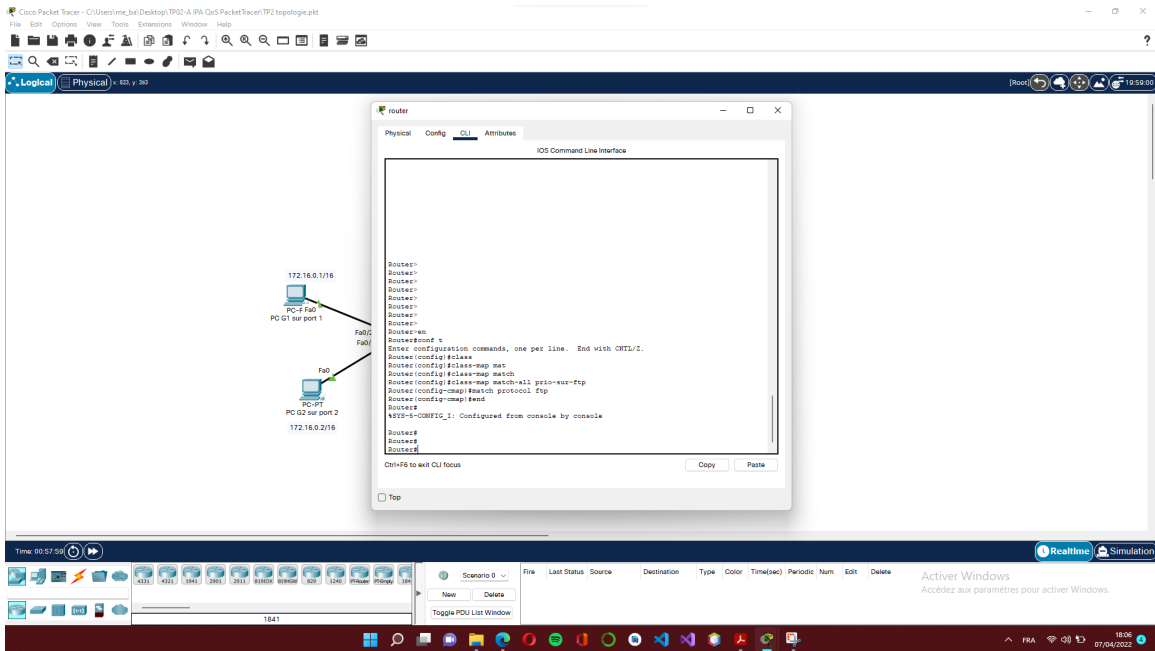 Cisco Packet Tracer - C:\Users\me_ba\Desktop\TP02-A IPA QoS PacketTracer\TP2 topologie.pkt
File Edit Options View Tools Extensions Window Help
?
Logical Physical x: 823, y: 363
[Root] 19:59:00
router
Physical Config CLI Attributes
IOS Command Line Interface
Router>
Router>
Router>
Router>
Router>
Router>
Router>
Router>
Router>en
Router#conf t
Enter configuration commands, one per line. End with CNTL/Z.
Router(config)#class
Router(config)#class-map mat
Router(config)#class-map match
Router(config)#class-map match-all prio-sur-ftp
Router(config-cmap)#match protocol ftp
Router(config-cmap)#end
Router#
%SYS-5-CONFIG_I: Configured from console by console
Router#
Router#
Router#
Ctrl+F6 to exit CLI focus
Copy Paste
Top
172.16.0.1/16
PC-F Fa0
PC G1 sur port 1
Fa0/2
Fa0/
Fa0
PC-PT
PC G2 sur port 2
172.16.0.2/16
Time: 00:57:59
Realtime Simulation
4331 4321 1941 2901 2911 819IOX 819HGW 829 1240 PT-Router PT-Empty 184
1841
Scenario 0
New Delete
Toggle PDU List Window
Fire Last Status Source Destination Type Color Time(sec) Periodic Num Edit Delete
Activer Windows
Accédez aux paramètres pour activer Windows.
FRA
18:06
07/04/2022